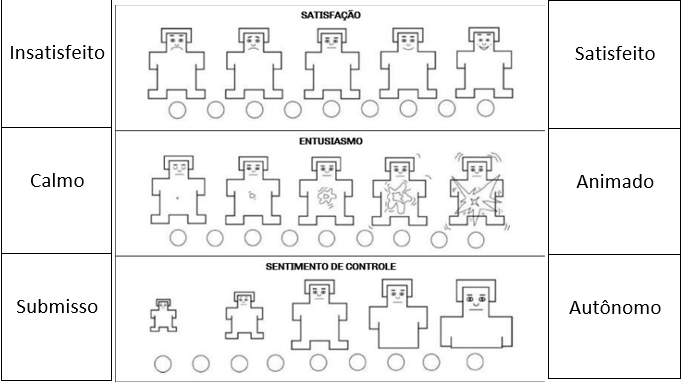 SATISFAÇÃO
Insatisfeito
Satisfeito
ENTUSIASMO
Calmo
Animado
SENTIMENTO DE CONTROLE
Submisso
Autônomo